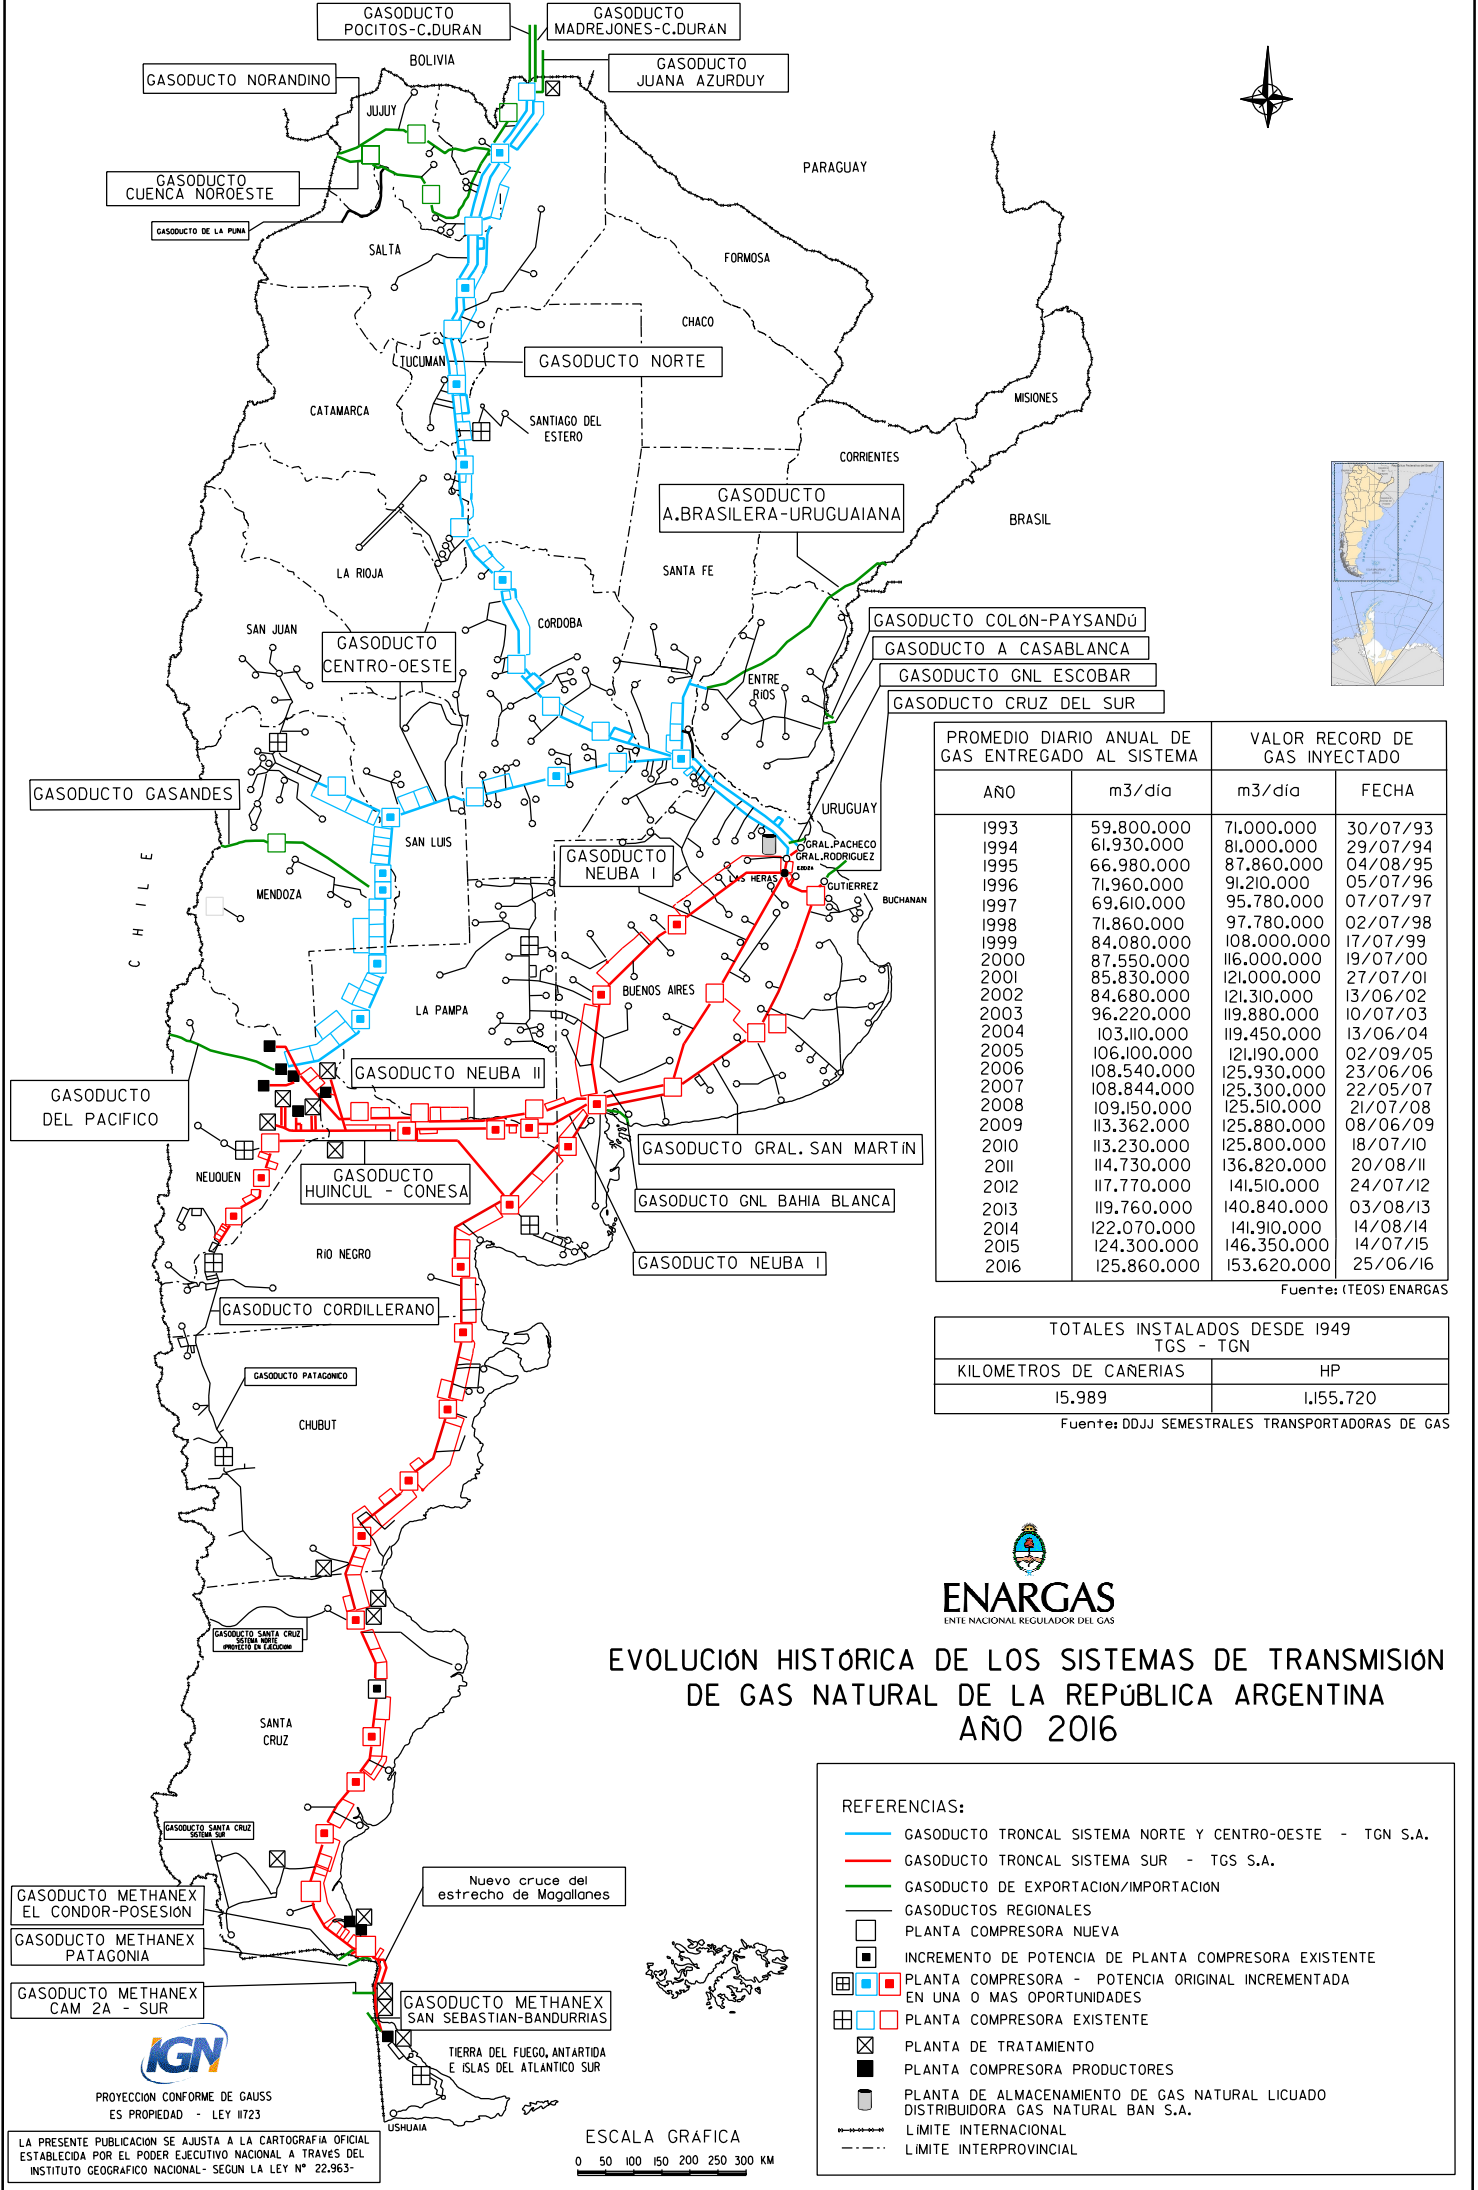 GASODUCTO
POCITOS-C.DURÁN
GASODUCTO
MADREJONES-C.DURÁN
BOLIVIA
GASODUCTO
JUANA AZURDUY
GASODUCTO NORANDINO
JUJUY
PARAGUAY
GASODUCTO
CUENCA NOROESTE
GASODUCTO DE LA PUNA
SALTA
FORMOSA
CHACO
TUCUMAN
GASODUCTO NORTE
CATAMARCA
MISIONES
SANTIAGO DEL
ESTERO
CORRIENTES
GASODUCTO
A.BRASILERA-URUGUAIANA
BRASIL
LA RIOJA
SANTA FE
SAN JUAN
CÓRDOBA
GASODUCTO
CENTRO-OESTE
ENTRE
RÍOS
GASODUCTO COLÓN-PAYSANDÚ
GASODUCTO A CASABLANCA
GASODUCTO GNL ESCOBAR
GASODUCTO CRUZ DEL SUR
GASODUCTO GASANDES
SAN LUIS
URUGUAY
GRAL.PACHECO
GRAL.RODRIGUEZ
GASODUCTO
NEUBA I
LAS HERAS
GUTIERREZ
BUCHANAN
MENDOZA
CHILE
BUENOS AIRES
LA PAMPA
GASODUCTO NEUBA II
GASODUCTO
DEL PACIFICO
GASODUCTO GRAL. SAN MARTÍN
GASODUCTO
HUINCUL - CONESA
NEUQUEN
GASODUCTO GNL BAHIA BLANCA
RÍO NEGRO
GASODUCTO NEUBA I
GASODUCTO CORDILLERANO
GASODUCTO PATAGÓNICO
CHUBUT
GASODUCTO SANTA CRUZ
SISTEMA NORTE
(PROYECTO EN EJECUCION)
SANTA
CRUZ
GASODUCTO SANTA CRUZ
SISTEMA SUR
Nuevo cruce del
estrecho de Magallanes
GASODUCTO METHANEX
EL CONDOR-POSESIÓN
GASODUCTO METHANEX
PATAGONIA
GASODUCTO METHANEX
CAM 2A - SUR
GASODUCTO METHANEX
SAN SEBASTIAN-BANDURRIAS
TIERRA DEL FUEGO, ANTARTIDA
E ISLAS DEL ATLANTICO SUR
USHUAIA
PROMEDIO DIARIO ANUAL DE
GAS ENTREGADO AL SISTEMA
VALOR RECORD DE
GAS INYECTADO
AÑO m3/día m3/día FECHA
1993 59.800.000 71.000.000 30/07/93
1994 61.930.000 81.000.000 29/07/94
1995 66.980.000 87.860.000 04/08/95
1996 71.960.000 91.210.000 05/07/96
1997 69.610.000 95.780.000 07/07/97
1998 71.860.000 97.780.000 02/07/98
1999 84.080.000 108.000.000 17/07/99
2000 87.550.000 116.000.000 19/07/00
2001 85.830.000 121.000.000 27/07/01
2002 84.680.000 121.310.000 13/06/02
2003 96.220.000 119.880.000 10/07/03
2004 103.110.000 119.450.000 13/06/04
2005 106.100.000 121.190.000 02/09/05
2006 108.540.000 125.930.000 23/06/06
2007 108.844.000 125.300.000 22/05/07
2008 109.150.000 125.510.000 21/07/08
2009 113.362.000 125.880.000 08/06/09
2010 113.230.000 125.800.000 18/07/10
2011 114.730.000 136.820.000 20/08/11
2012 117.770.000 141.510.000 24/07/12
2013 119.760.000 140.840.000 03/08/13
2014 122.070.000 141.910.000 14/08/14
2015 124.300.000 146.350.000 14/07/15
2016 125.860.000 153.620.000 25/06/16
Fuente: (TEOS) ENARGAS
TOTALES INSTALADOS DESDE 1949
TGS - TGN
KILOMETROS DE CAÑERIAS HP
15.989 1.155.720
Fuente: DDJJ SEMESTRALES TRANSPORTADORAS DE GAS
ENARGAS
ENTE NACIONAL REGULADOR DEL GAS
EVOLUCIÓN HISTÓRICA DE LOS SISTEMAS DE TRANSMISIÓN
DE GAS NATURAL DE LA REPÚBLICA ARGENTINA
AÑO 2016
REFERENCIAS:
GASODUCTO TRONCAL SISTEMA NORTE Y CENTRO-OESTE - TGN S.A.
GASODUCTO TRONCAL SISTEMA SUR - TGS S.A.
GASODUCTO DE EXPORTACIÓN/IMPORTACIÓN
GASODUCTOS REGIONALES
PLANTA COMPRESORA NUEVA
INCREMENTO DE POTENCIA DE PLANTA COMPRESORA EXISTENTE
PLANTA COMPRESORA - POTENCIA ORIGINAL INCREMENTADA
EN UNA O MAS OPORTUNIDADES
PLANTA COMPRESORA EXISTENTE
PLANTA DE TRATAMIENTO
PLANTA COMPRESORA PRODUCTORES
PLANTA DE ALMACENAMIENTO DE GAS NATURAL LICUADO
DISTRIBUIDORA GAS NATURAL BAN S.A.
LÍMITE INTERNACIONAL
LÍMITE INTERPROVINCIAL
IGN
PROYECCION CONFORME DE GAUSS
ES PROPIEDAD - LEY 11723
LA PRESENTE PUBLICACION SE AJUSTA A LA CARTOGRAFÍA OFICIAL
ESTABLECIDA POR EL PODER EJECUTIVO NACIONAL A TRAVÉS DEL
INSTITUTO GEOGRÁFICO NACIONAL- SEGUN LA LEY N° 22.963-
ESCALA GRÁFICA
0 50 100 150 200 250 300 KM